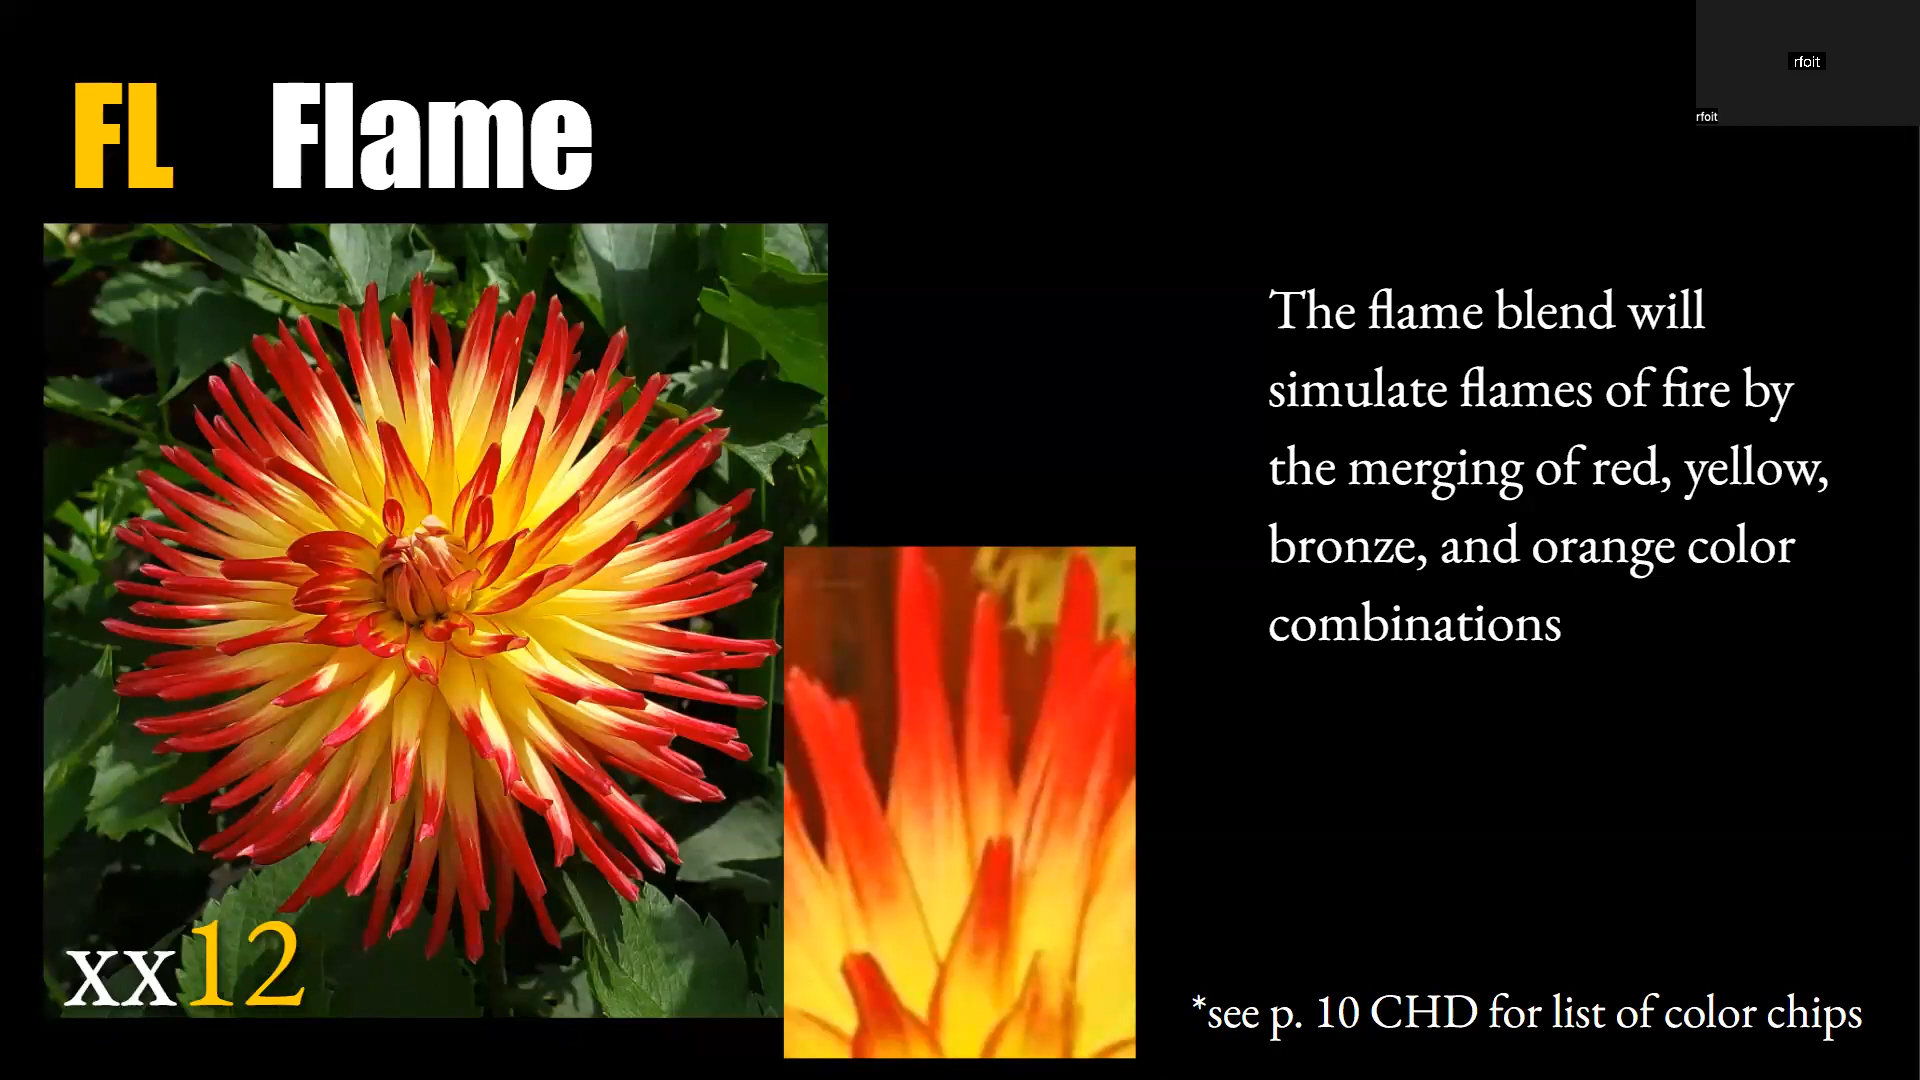 FL Flame
rfoit
rfoit
The flame blend will
simulate flames of fire by
the merging of red, yellow,
bronze, and orange color
combinations
xx12
*see p. 10 CHD for list of color chips